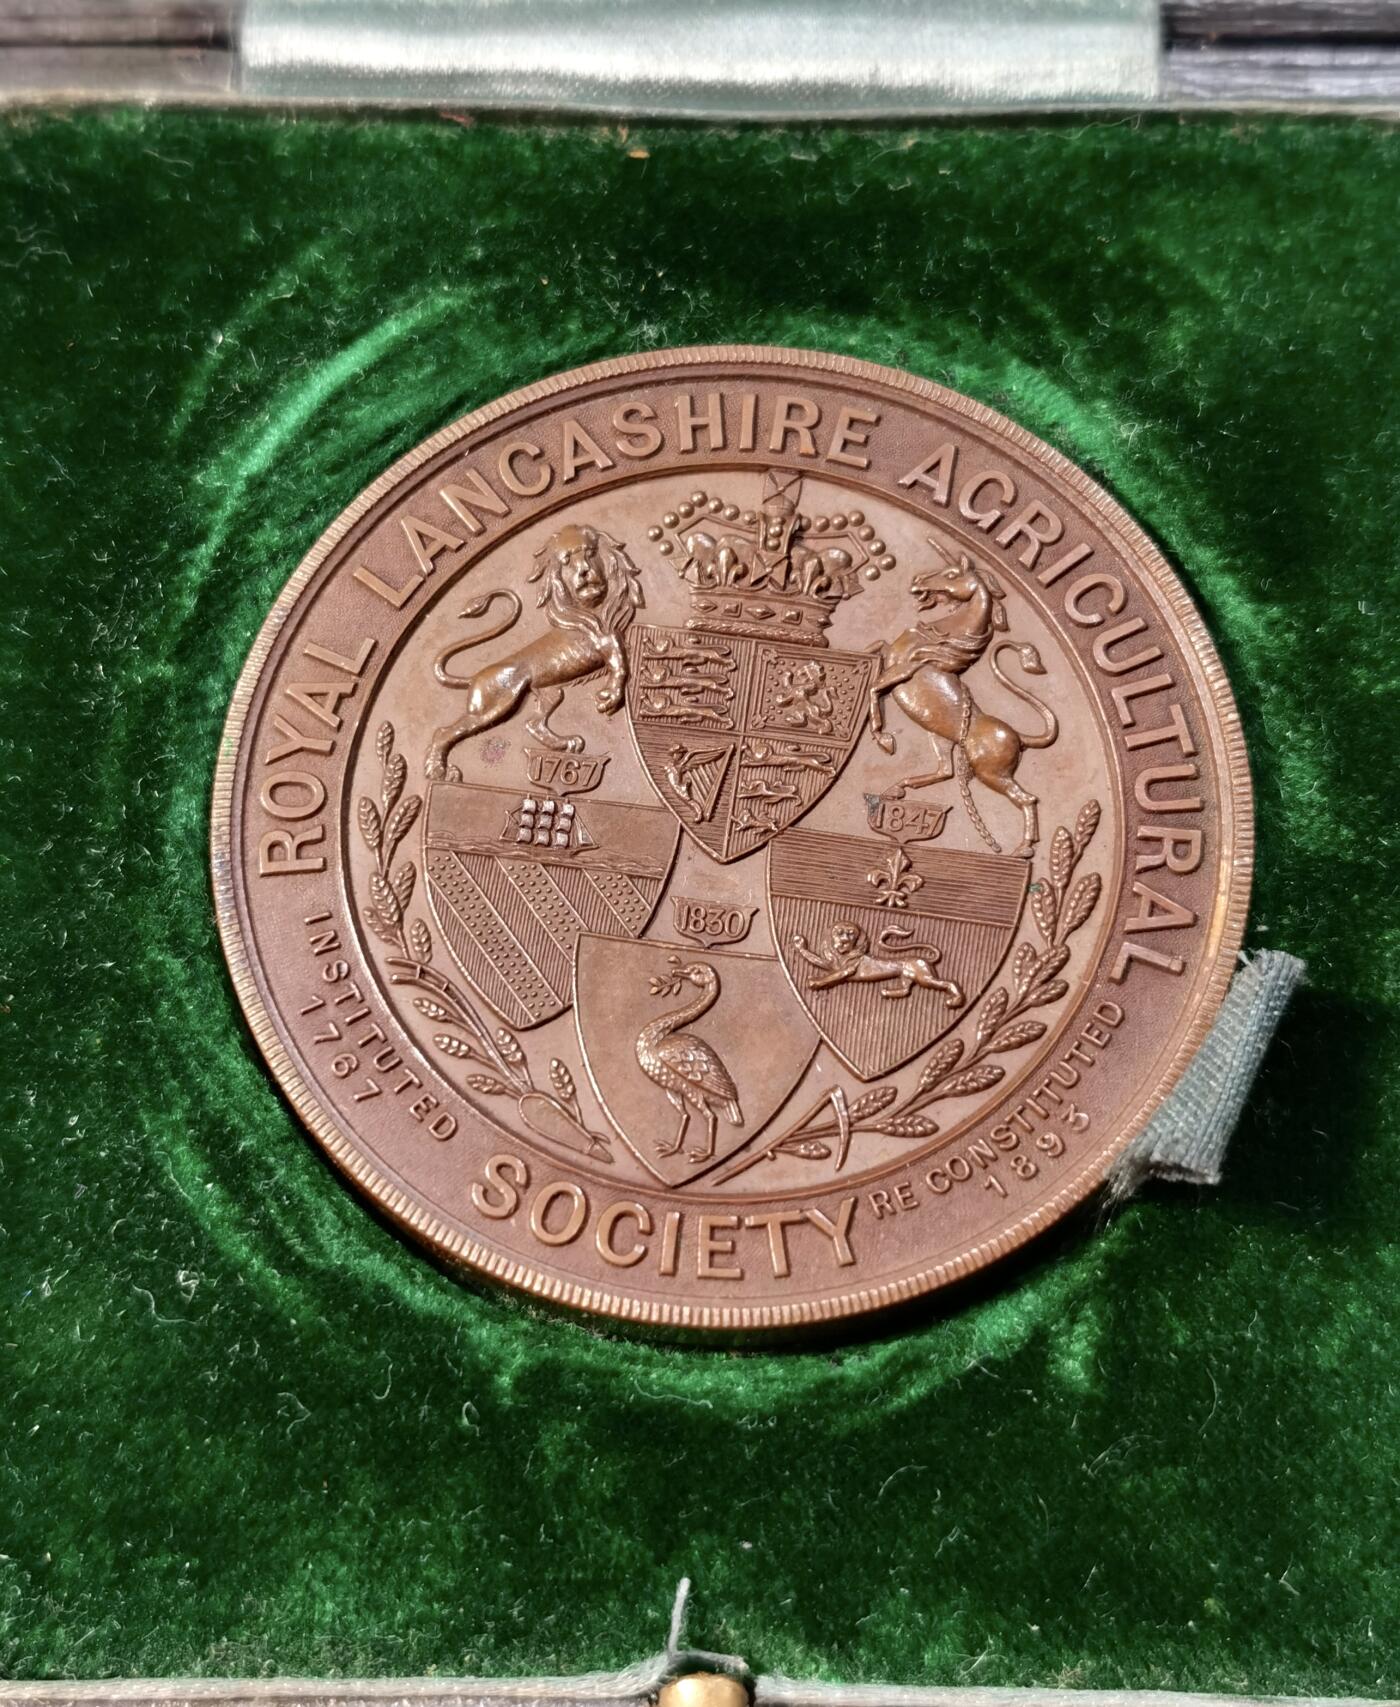 ROYAL LANCASHIRE AGRICULTURAL
SOCIETY
INSTITUTED
1767
RE CONSTITUTED
1893
1767
1847
1830